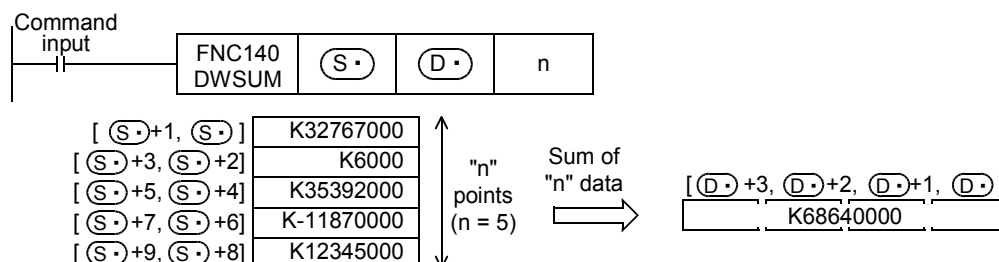 Command
input
FNC140
DWSUM
S·
D·
n
[ S·+1, S· ] K32767000
[ S·+3, S·+2] K6000
[ S·+5, S·+4] K35392000
[ S·+7, S·+6] K-11870000
[ S·+9, S·+8] K12345000
"n"
points
(n = 5)
Sum of
"n" data
[ D·+3, D·+2, D·+1, D·
K68640000